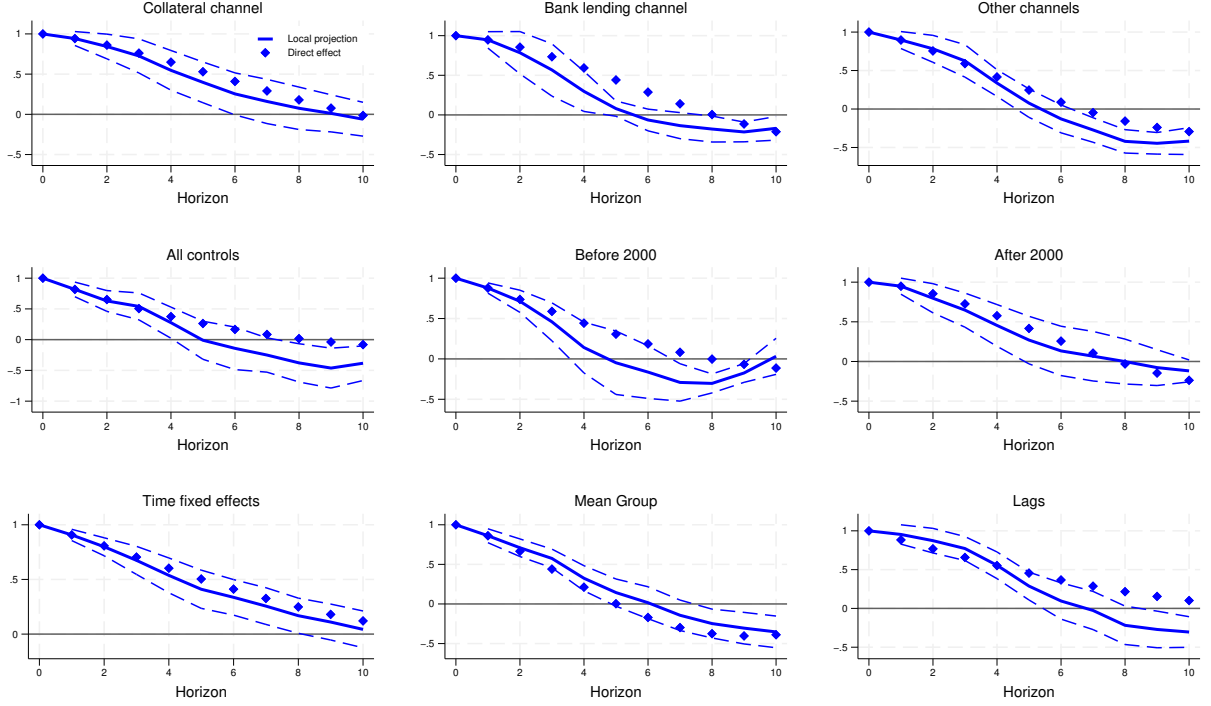 Collateral channel
1
.5
0
−.5
Local projection
Direct effect
0 2 4 6 8 10
Horizon
Bank lending channel
1
.5
0
−.5
0 2 4 6 8 10
Horizon
Other channels
1
.5
0
−.5
0 2 4 6 8 10
Horizon
All controls
1
.5
0
−.5
−1
0 2 4 6 8 10
Horizon
Before 2000
1
.5
0
−.5
0 2 4 6 8 10
Horizon
After 2000
1
.5
0
−.5
0 2 4 6 8 10
Horizon
Time fixed effects
1
.5
0
0 2 4 6 8 10
Horizon
Mean Group
1
.5
0
−.5
0 2 4 6 8 10
Horizon
Lags
1
.5
0
−.5
0 2 4 6 8 10
Horizon